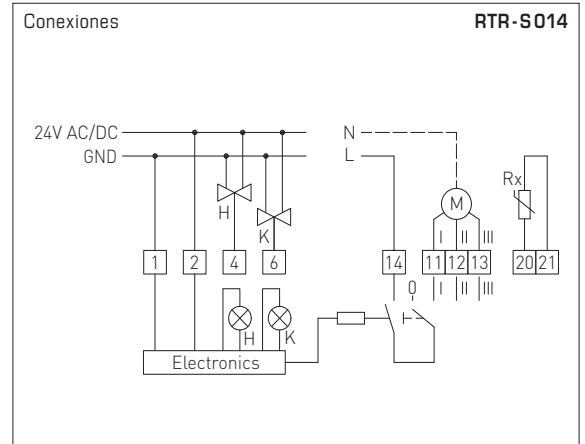 Conexiones RTR-S014
24V AC/DC N
GND L
H
K
Rx
M
I II III
1 2 4 6 14 11 12 13 20 21
0 I II III
H K
Electronics